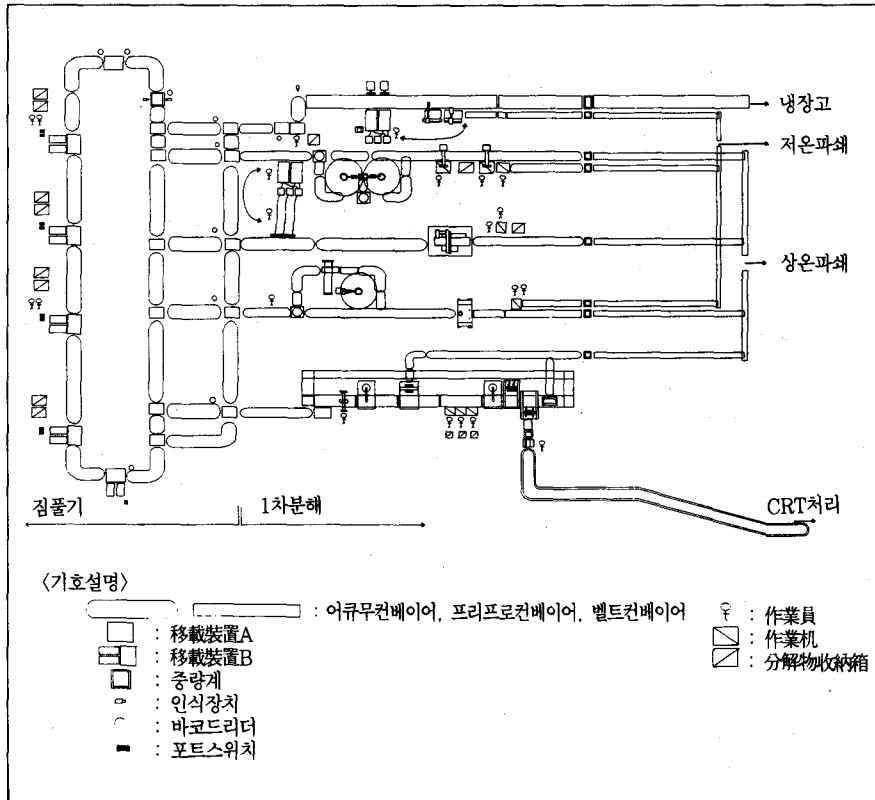 냉장고
저온파쇄
상온파쇄
짐풀기
1차분해
CRT처리
〈기호설명〉
: 어큐무컨베이어, 프리프로컨베이어, 벨트컨베이어
: 移載裝置A
: 移載裝置B
: 중량계
: 인식장치
: 바코드리더
: 포트스위치
: 作業員
: 作業机
: 分解物收納箱